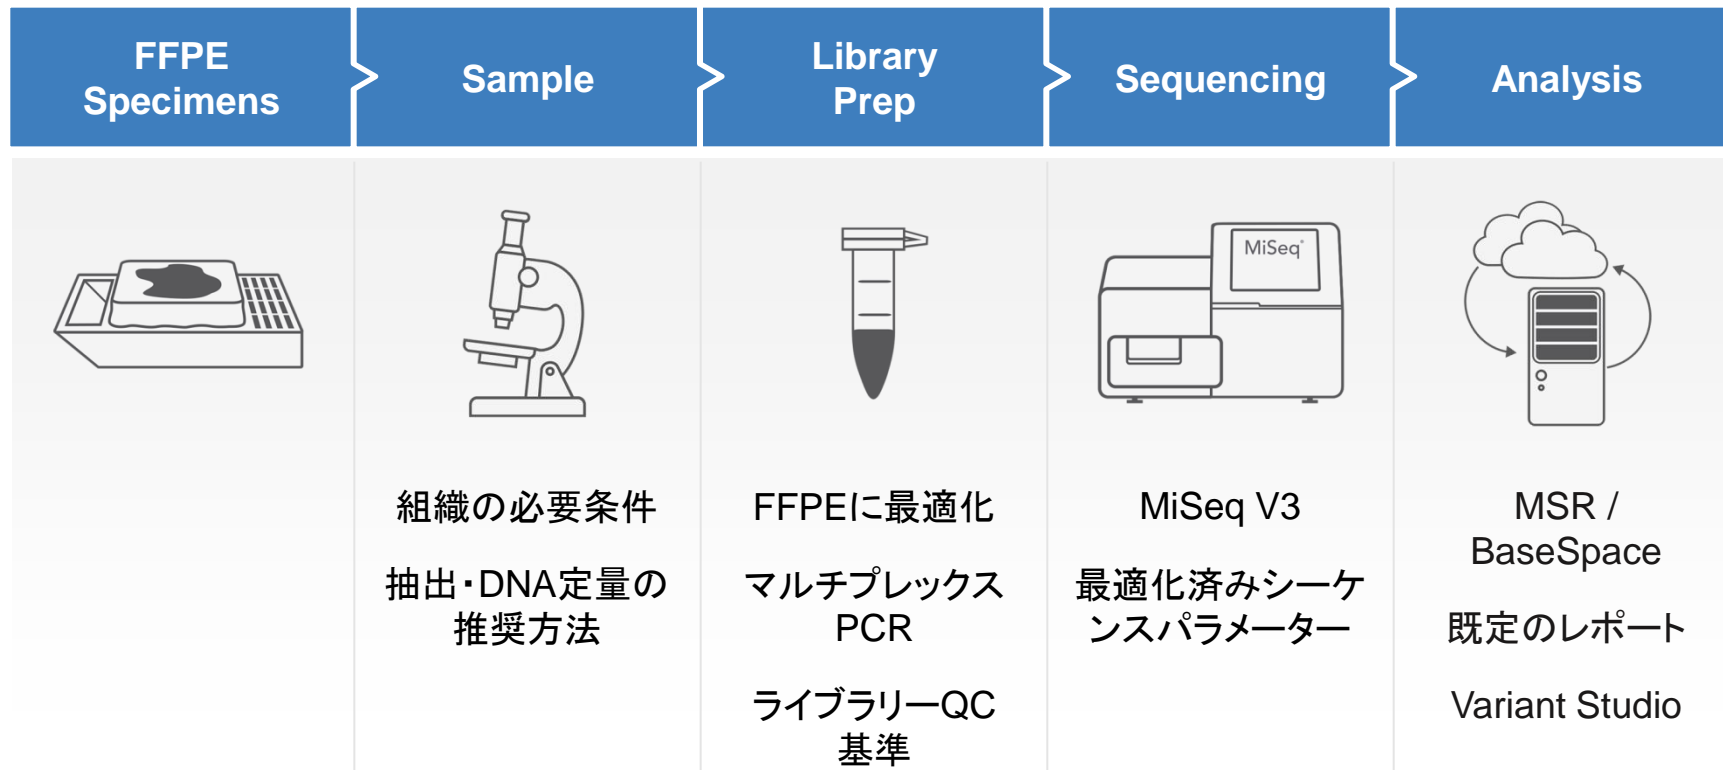 FFPE
Specimens
Sample
Library
Prep
Sequencing
Analysis
MiSeq®
組織の必要条件
抽出・DNA定量の
推奨方法
FFPEに最適化
マルチプレックス
PCR
ライブラリーQC
基準
MiSeq V3
最適化済みシーケ
ンスパラメーター
MSR /
BaseSpace
既定のレポート
Variant Studio